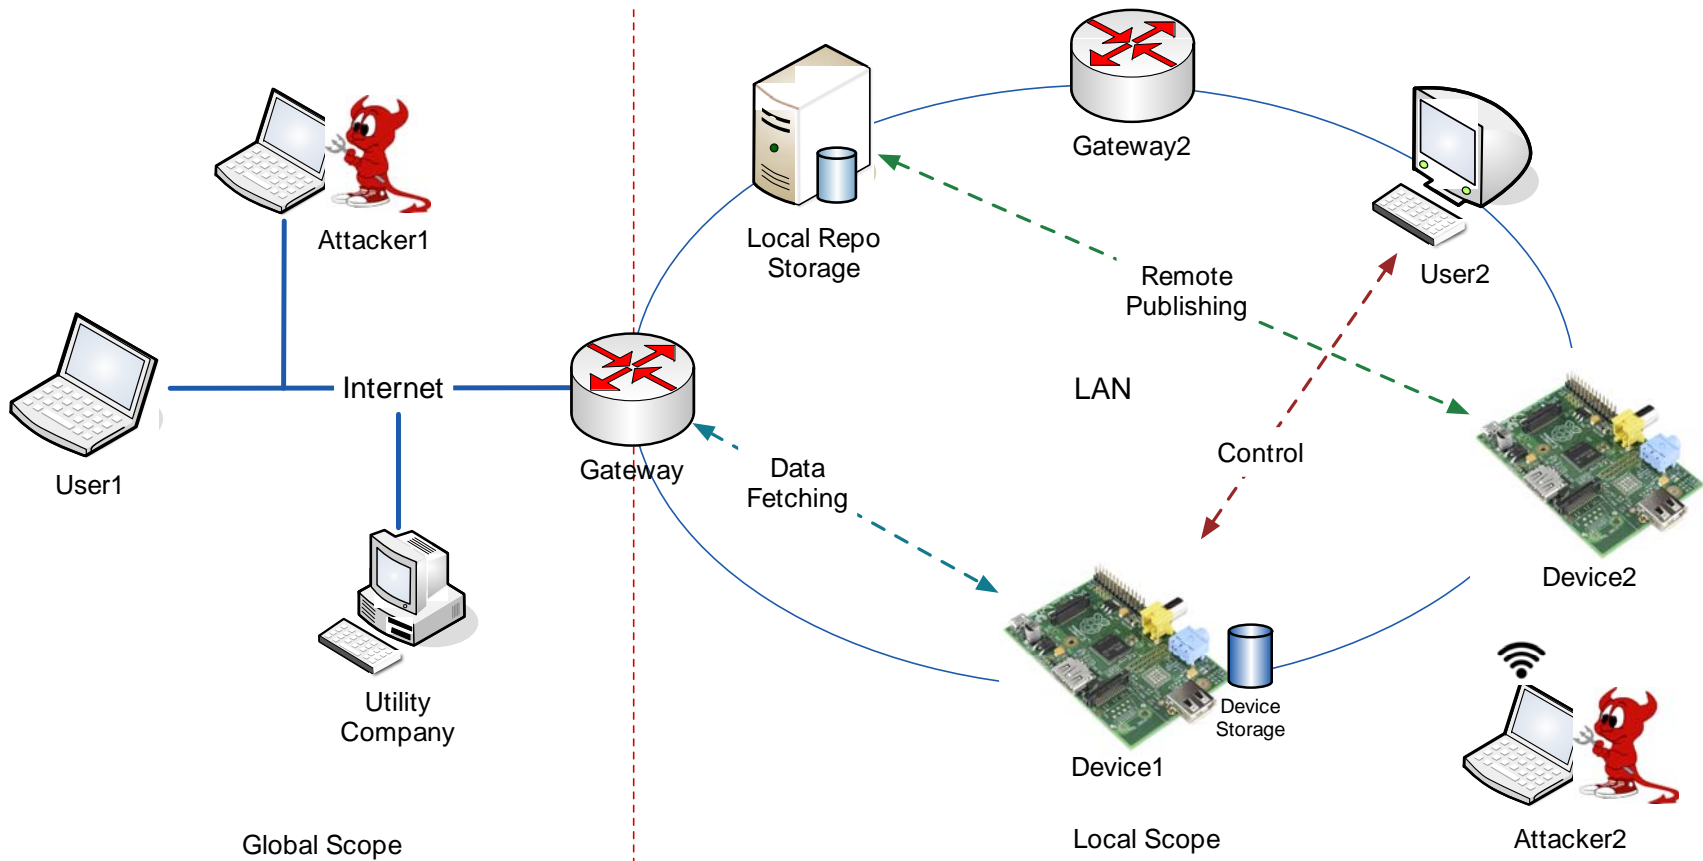 Gateway2
Attacker1
Local Repo
Storage
User2
Remote
Publishing
Internet
LAN
User1
Gateway
Data
Fetching
Control
Device2
Utility
Company
Device
Storage
Device1
Global Scope
Local Scope
Attacker2